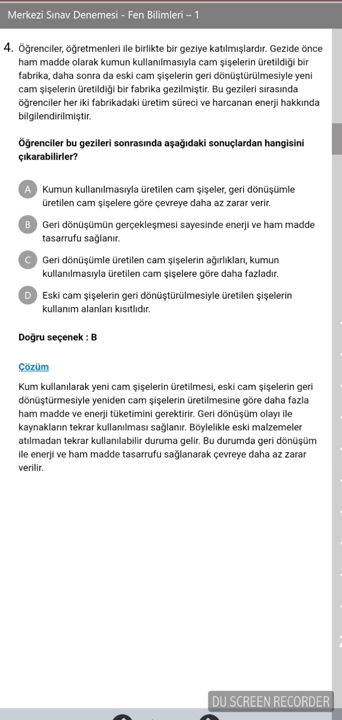 Merkezi Sınav Denemesi - Fen Bilimleri – 1
4. Öğrenciler, öğretmenleri ile birlikte bir geziye katılmışlardır. Gezide önce
ham madde olarak kumun kullanılmasıyla cam şişelerin üretildiği bir
fabrika, daha sonra da eski cam şişelerin geri dönüştürülmesiyle yeni
cam şişelerin üretildiği bir fabrika gezilmiştir. Bu gezileri sırasında
öğrenciler her iki fabrikadaki üretim süreci ve harcanan enerji hakkında
bilgilendirilmiştir.
Öğrenciler bu gezileri sonrasında aşağıdaki sonuçlardan hangisini
çıkarabilirler?
A Kumun kullanılmasıyla üretilen cam şişeler, geri dönüşümle
üretilen cam şişelere göre çevreye daha az zarar verir.
B Geri dönüşümün gerçekleşmesi sayesinde enerji ve ham madde
tasarrufu sağlanır.
C Geri dönüşümle üretilen cam şişelerin ağırlıkları, kumun
kullanılmasıyla üretilen cam şişelere göre daha fazladır.
D Eski cam şişelerin geri dönüştürülmesiyle üretilen şişelerin
kullanım alanları kısıtlıdır.
Doğru seçenek : B
Çözüm
Kum kullanılarak yeni cam şişelerin üretilmesi, eski cam şişelerin geri
dönüştürmesiyle yeniden cam şişelerin üretilmesine göre daha fazla
ham madde ve enerji tüketimini gerektirir. Geri dönüşüm olayı ile
kaynakların tekrar kullanılması sağlanır. Böylelikle eski malzemeler
atılmadan tekrar kullanılabilir duruma gelir. Bu durumda geri dönüşüm
ile enerji ve ham madde tasarrufu sağlanarak çevreye daha az zarar
verilir.
DU SCREEN RECORDER